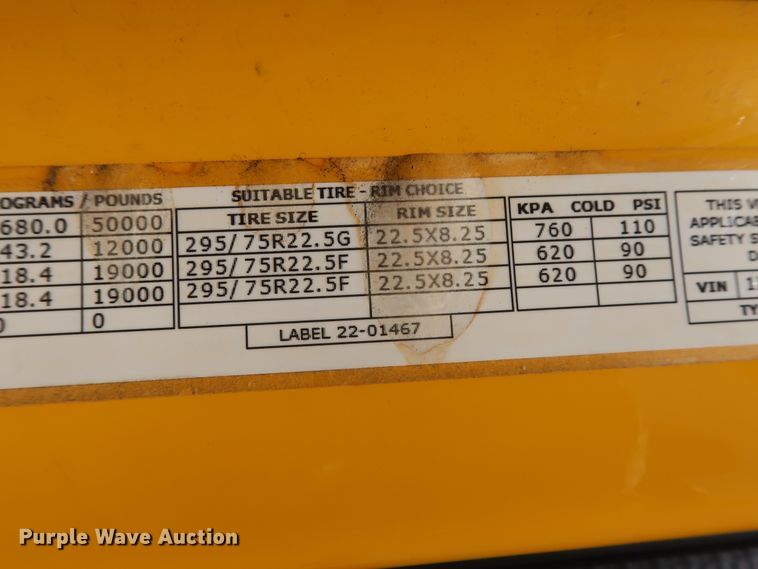 OGRAMS / POUNDS
680.0 50000
43.2 12000
18.4 19000
18.4 19000
0 0
SUITABLE TIRE - RIM CHOICE
TIRE SIZE RIM SIZE
295/ 75R22.5G 22.5X8.25
295/ 75R22.5F 22.5X8.25
295/ 75R22.5F 22.5X8.25
LABEL 22-01467
KPA COLD PSI
760 110
620 90
620 90
THIS V
APPLICAB
SAFETY S
D
VIN 1
TY
Purple Wave Auction